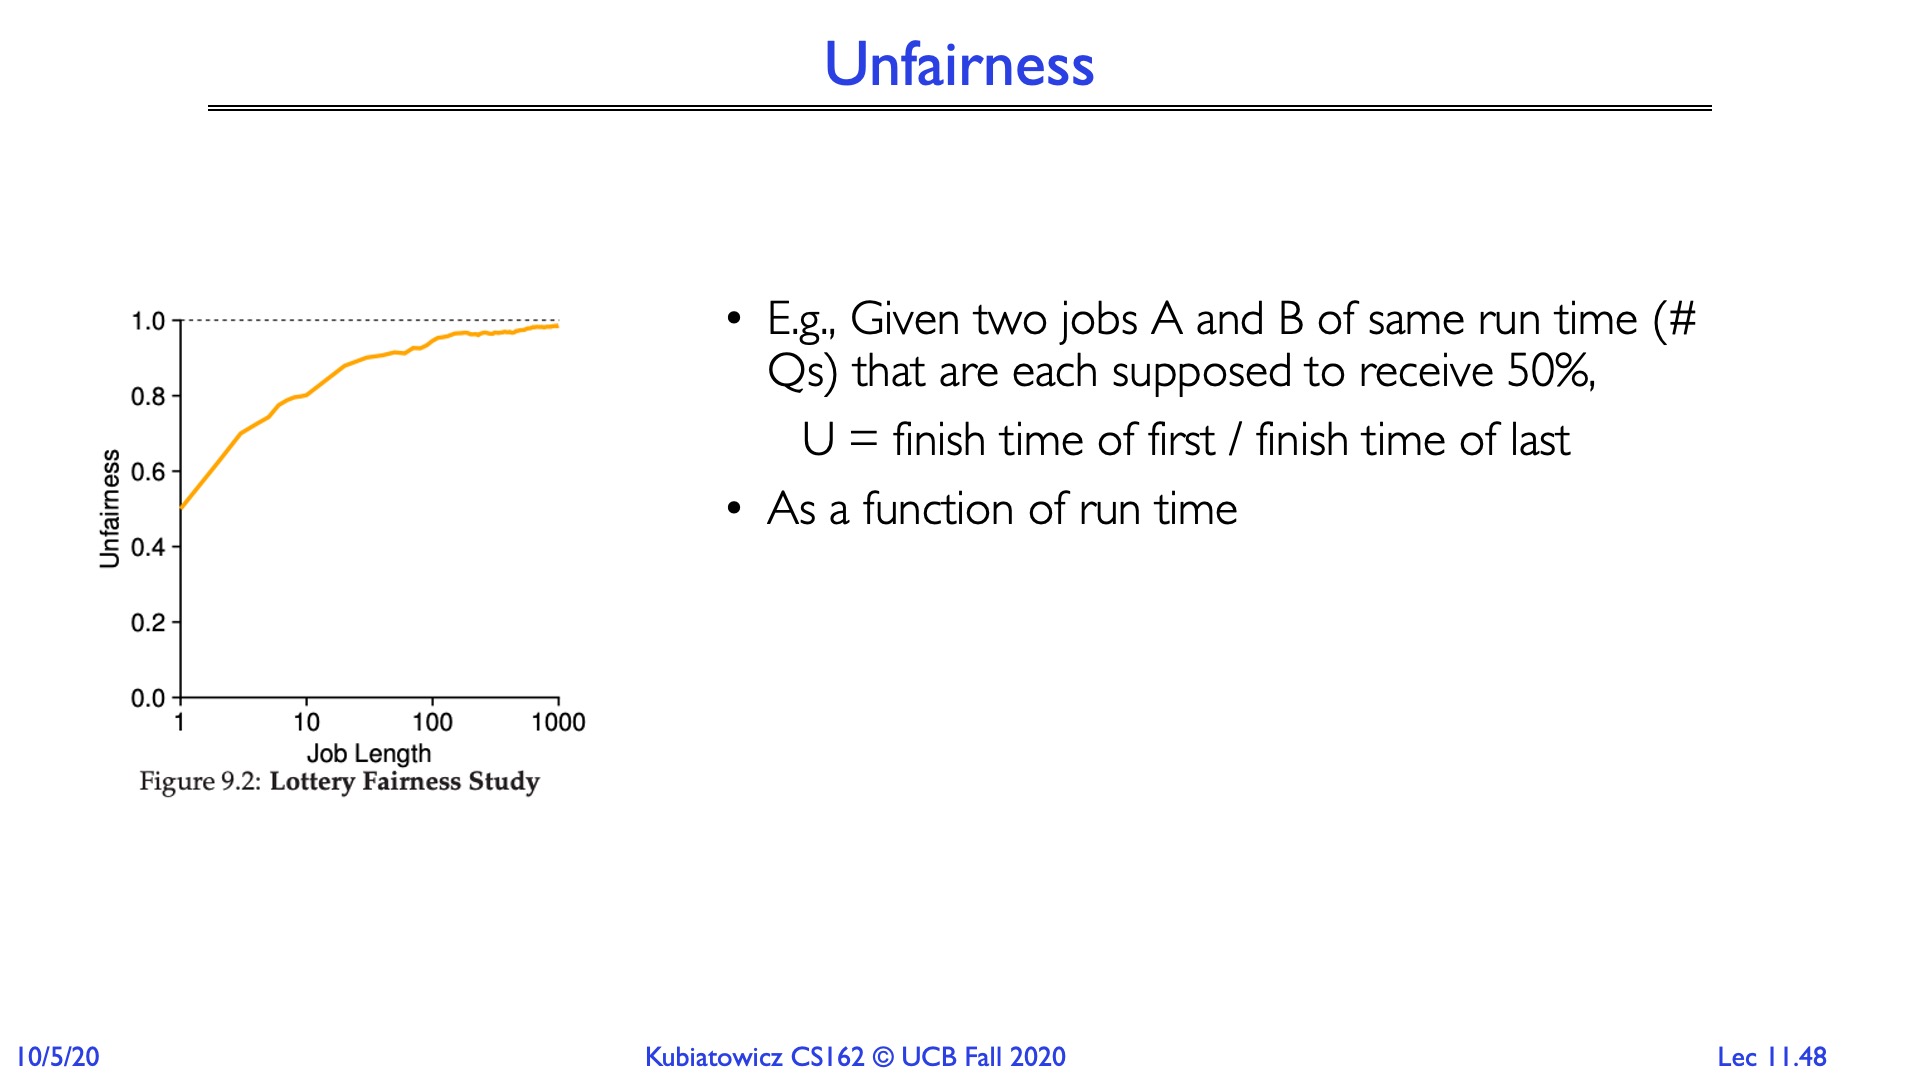 Unfairness
1.0
0.8
0.6
0.4
0.2
0.0
Unfairness
1 10 100 1000
Job Length
Figure 9.2: Lottery Fairness Study
• E.g., Given two jobs A and B of same run time (#
Qs) that are each supposed to receive 50%,
U = finish time of first / finish time of last
• As a function of run time
10/5/20
Kubiatowicz CS162 © UCB Fall 2020
Lec 11.48